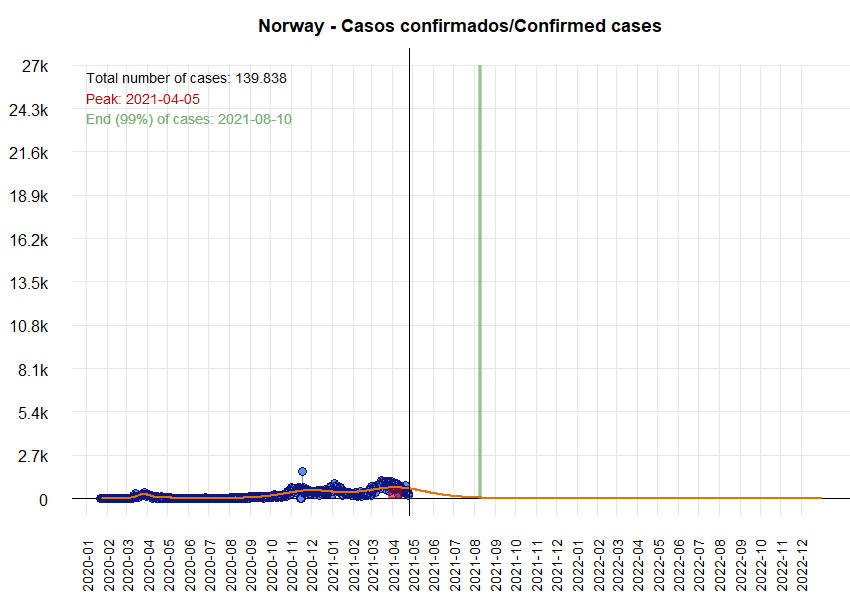 Norway - Casos confirmados/Confirmed cases
Total number of cases: 139.838
Peak: 2021-04-05
End (99%) of cases: 2021-08-10
27k
24.3k
21.6k
18.9k
16.2k
13.5k
10.8k
8.1k
5.4k
2.7k
0
2020-01
2020-02
2020-03
2020-04
2020-05
2020-06
2020-07
2020-08
2020-09
2020-10
2020-11
2020-12
2021-01
2021-02
2021-03
2021-04
2021-05
2021-06
2021-07
2021-08
2021-09
2021-10
2021-11
2021-12
2022-01
2022-02
2022-03
2022-04
2022-05
2022-06
2022-07
2022-08
2022-09
2022-10
2022-11
2022-12